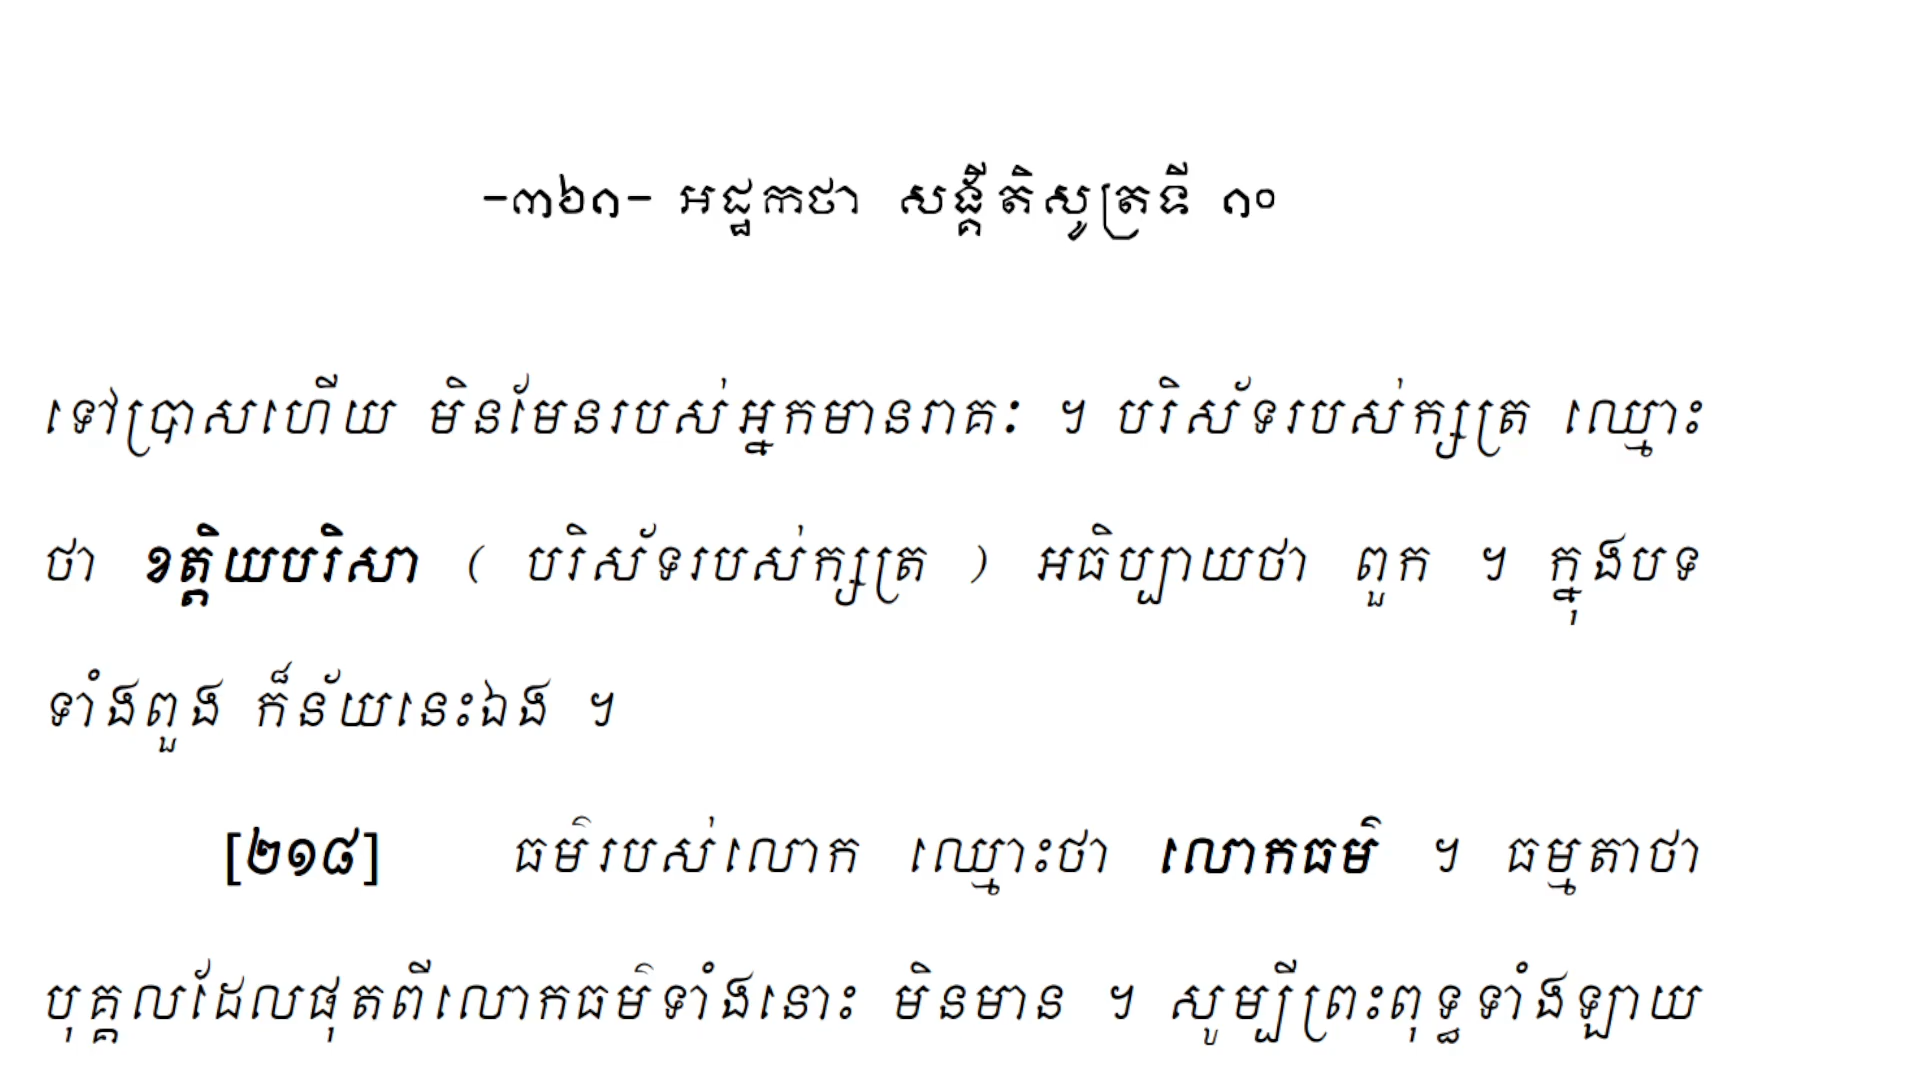 -៣៦១- អដ្ឋកថា សង្គីតិសូត្រទី ១០
ទៅប្រាសហើយ មិនមែនរបស់អ្នកមានរាគៈ ។ បរិស័ទរបស់ក្សត្រ ឈ្មោះ
ថា ខត្តិយបរិសា ( បរិស័ទរបស់ក្សត្រ ) អធិប្បាយថា ពួក ។ ក្នុងបទ
ទាំងពួង ក៏ន័យនេះឯង ។
[២១៨] ធម៌របស់លោក ឈ្មោះថា លោកធម៌ ។ ធម្មតាថា
បុគ្គលដែលផុតពីលោកធម៌ទាំងនោះ មិនមាន ។ សូម្បីព្រះពុទ្ធទាំងឡាយ